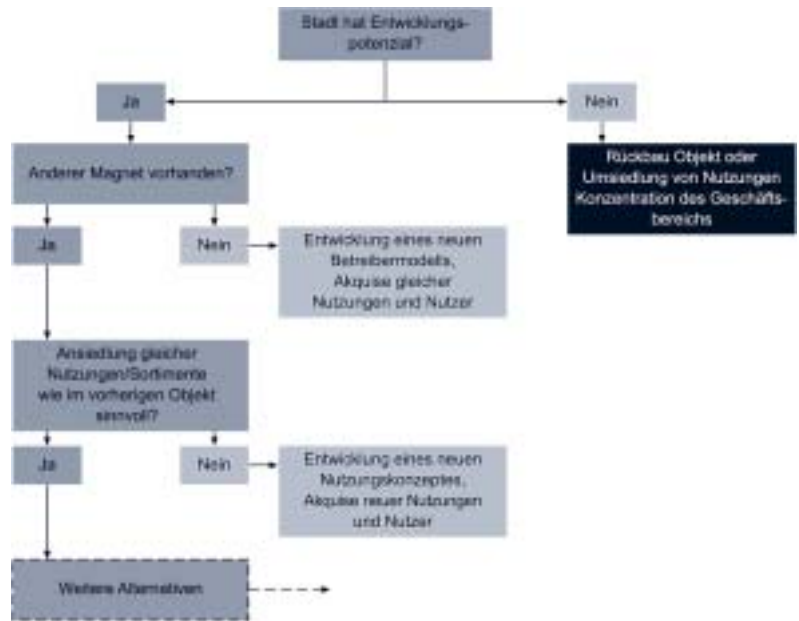 Stadt hat Entwicklungs-
potenzial?
Ja
Nein
Anderer Magnet vorhanden?
Rückbau Objekt oder
Umsiedlung von Nutzungen
Konzentration des Geschäfts-
bereichs
Ja
Nein
Entwicklung eines neuen
Betreibermodells,
Akquise gleicher
Nutzungen und Nutzer
Ansiedlung gleicher
Nutzungen/Sortimente
wie im vorherigen Objekt
sinnvoll?
Ja
Nein
Entwicklung eines neuen
Nutzungskonzeptes,
Akquise neuer Nutzungen
und Nutzer
Weitere Alternativen